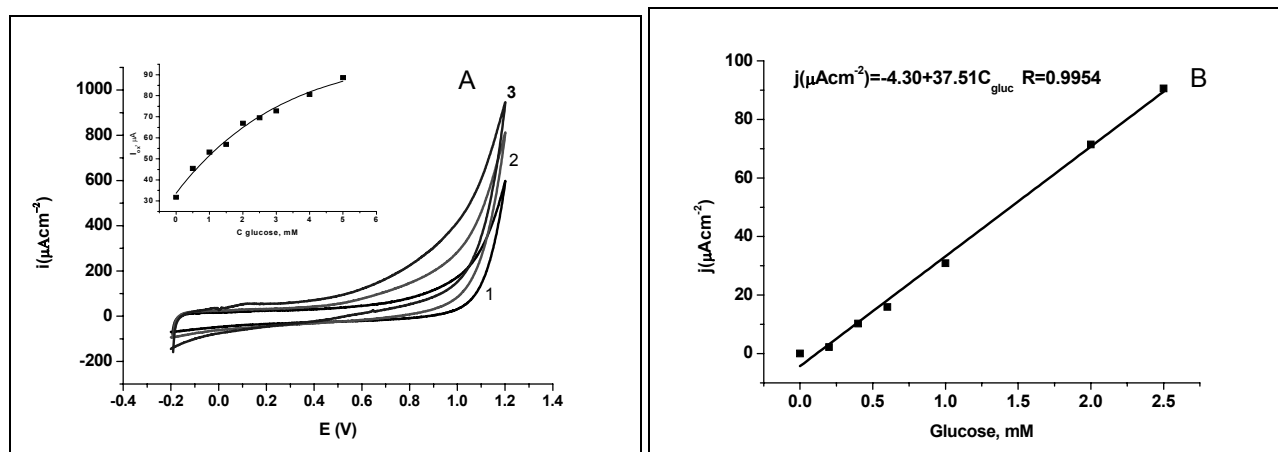 A
i(μAcm⁻²)
1000
800
600
400
200
0
-200
-0.4 -0.2 0.0 0.2 0.4 0.6 0.8 1.0 1.2 1.4
E (V)
3
2
1
I ox, μA
90
80
70
60
50
40
30
0 1 2 3 4 5 6
C glucose, mM
B
j(μAcm⁻²)=-4.30+37.51C gluc R=0.9954
j(μAcm⁻²)
100
80
60
40
20
0
0.0 0.5 1.0 1.5 2.0 2.5
Glucose, mM